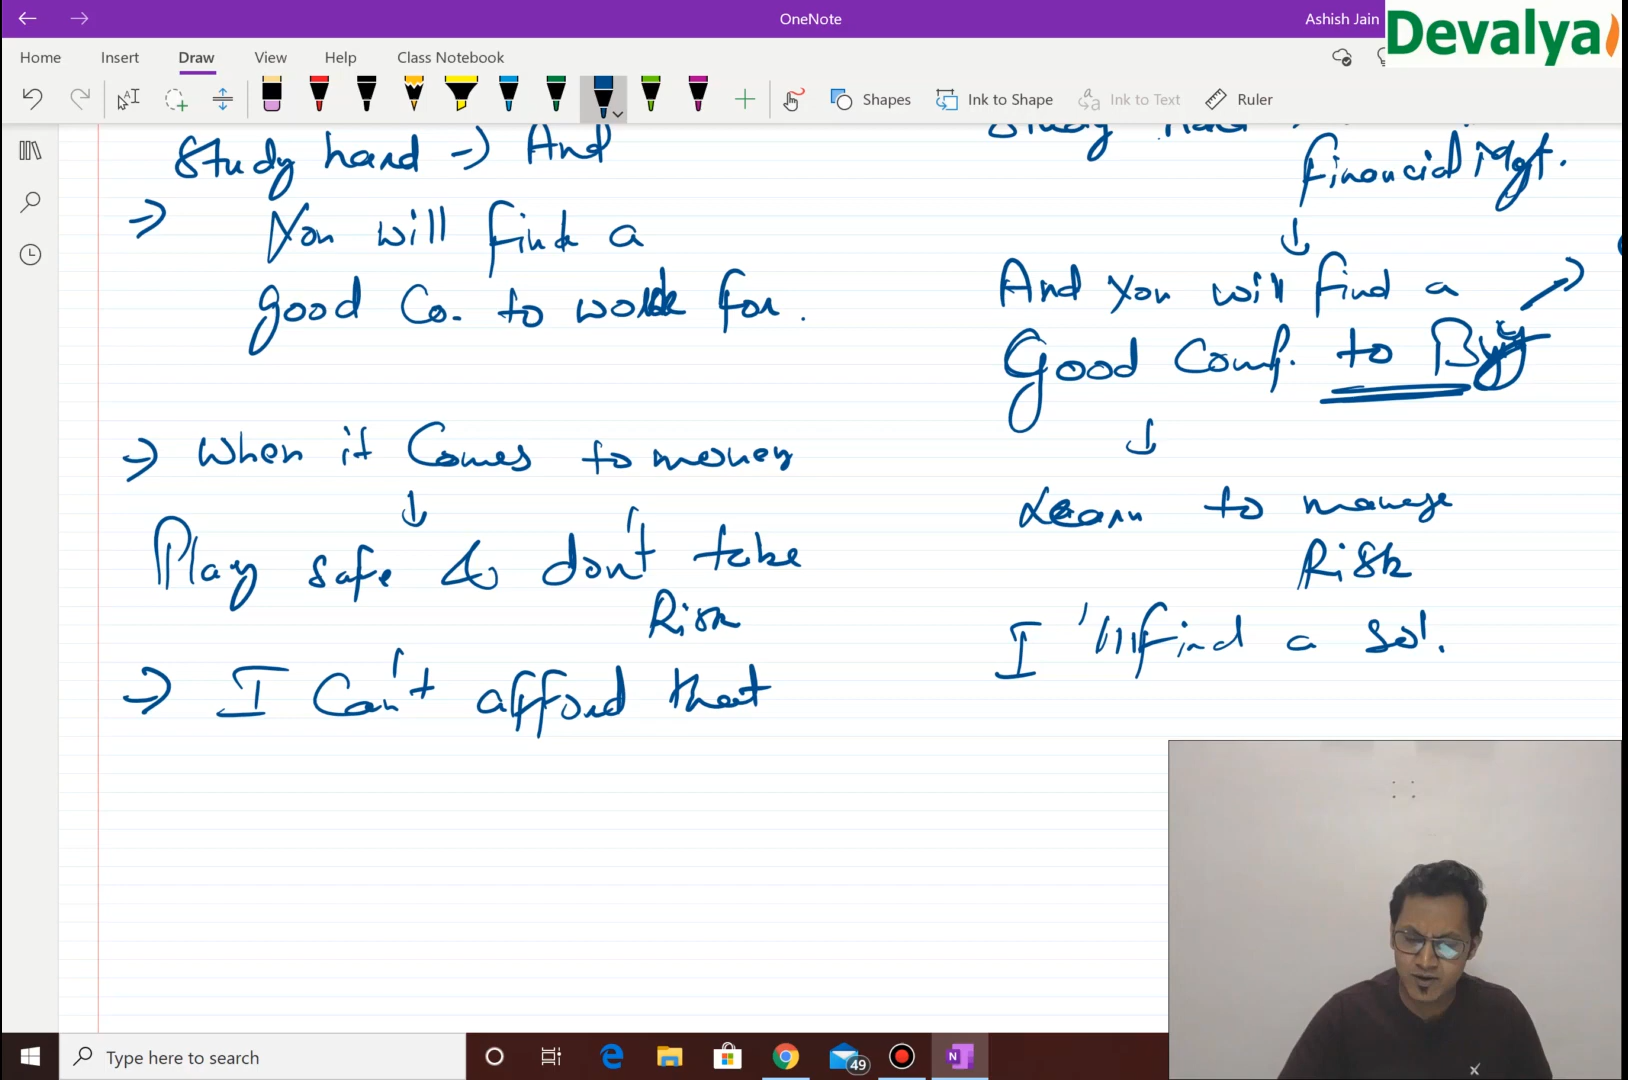 OneNote
Ashish Jain
Devalya
Home Insert Draw View Help Class Notebook
Shapes Ink to Shape Ink to Text Ruler
Study hard -> And
=> You will find a
good Co. to work for.
=> When it Comes to money
↓
Play safe & don't take
Risk
=> I Can't afford that
Study hard
Financial Mgt.
↓
And you will find a
Good Comp. to Buy
↓
Learn to manage
Risk
I'll find a sol.
Type here to search
49
N